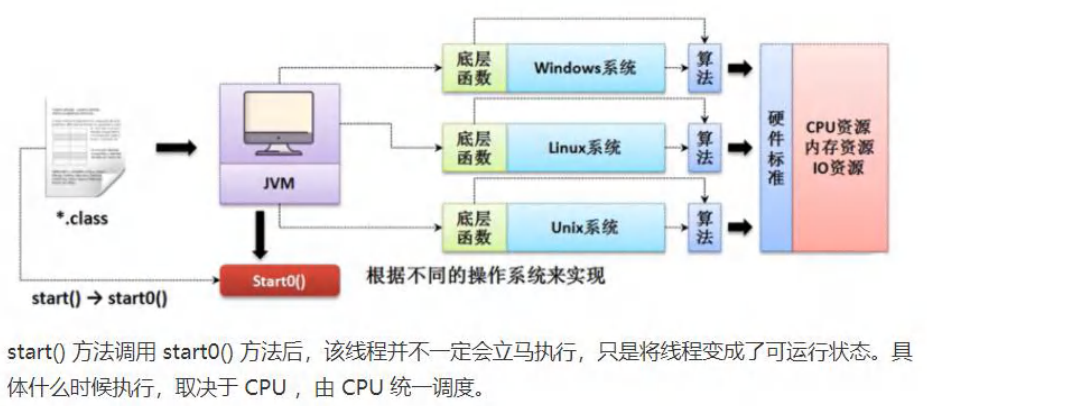 底层
函数
Windows系统
算
法
底层
函数
Linux系统
算
法
底层
函数
Unix系统
算
法
硬
件
标
准
CPU资源
内存资源
IO资源
JVM
*.class
Start0()
根据不同的操作系统来实现
start() → start0()
start() 方法调用 start0() 方法后，该线程并不一定会立马执行，只是将线程变成了可运行状态。具
体什么时候执行，取决于 CPU ，由 CPU 统一调度。